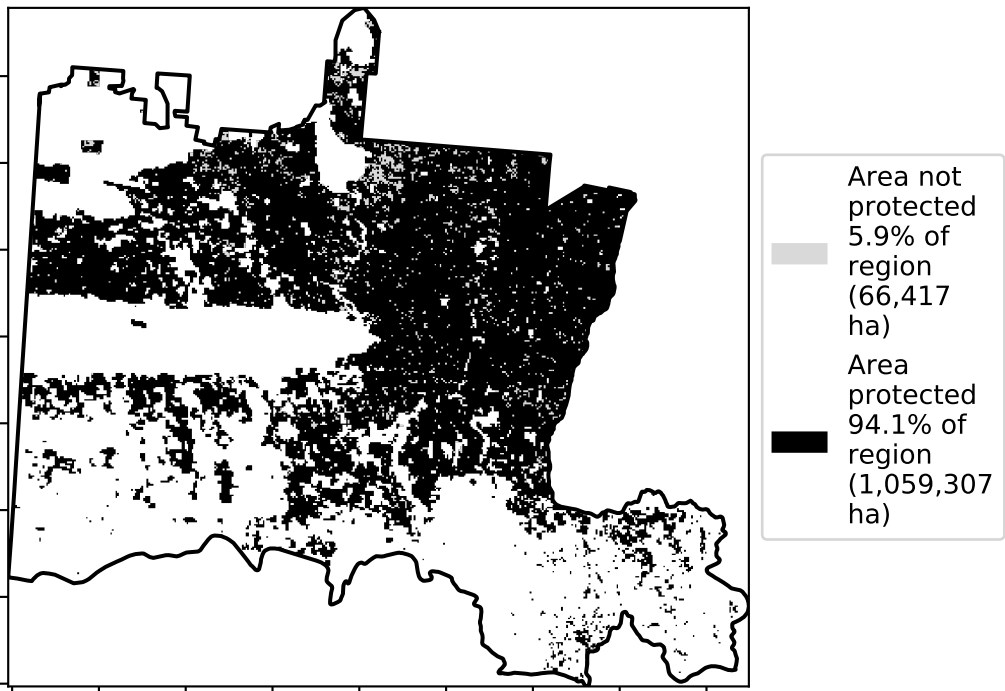 Area not
protected
5.9% of
region
(66,417
ha)
Area
protected
94.1% of
region
(1,059,307
ha)